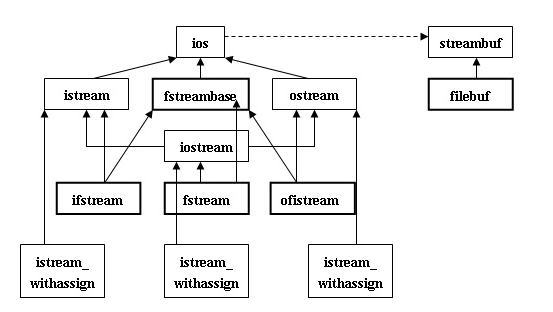 ios
streambuf
istream
fstreambase
ostream
filebuf
iostream
ifstream
fstream
ofistream
istream_
withassign
istream_
withassign
istream_
withassign